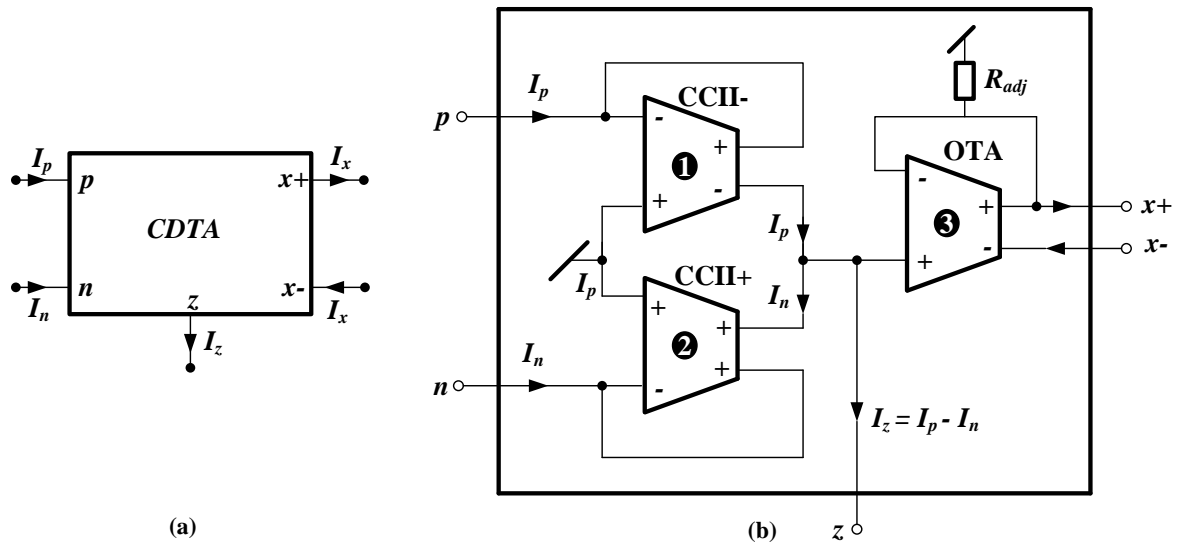 I_p
p
I_n
n
CDTA
z
I_z
I_x
x+
x-
I_x
(a)
p
I_p
CCII-
-
+
1
-
+
I_p
I_p
CCII+
I_n
+
+
2
+
-
n
I_n
R_adj
OTA
-
+
3
-
+
x+
x-
I_z = I_p - I_n
z
(b)